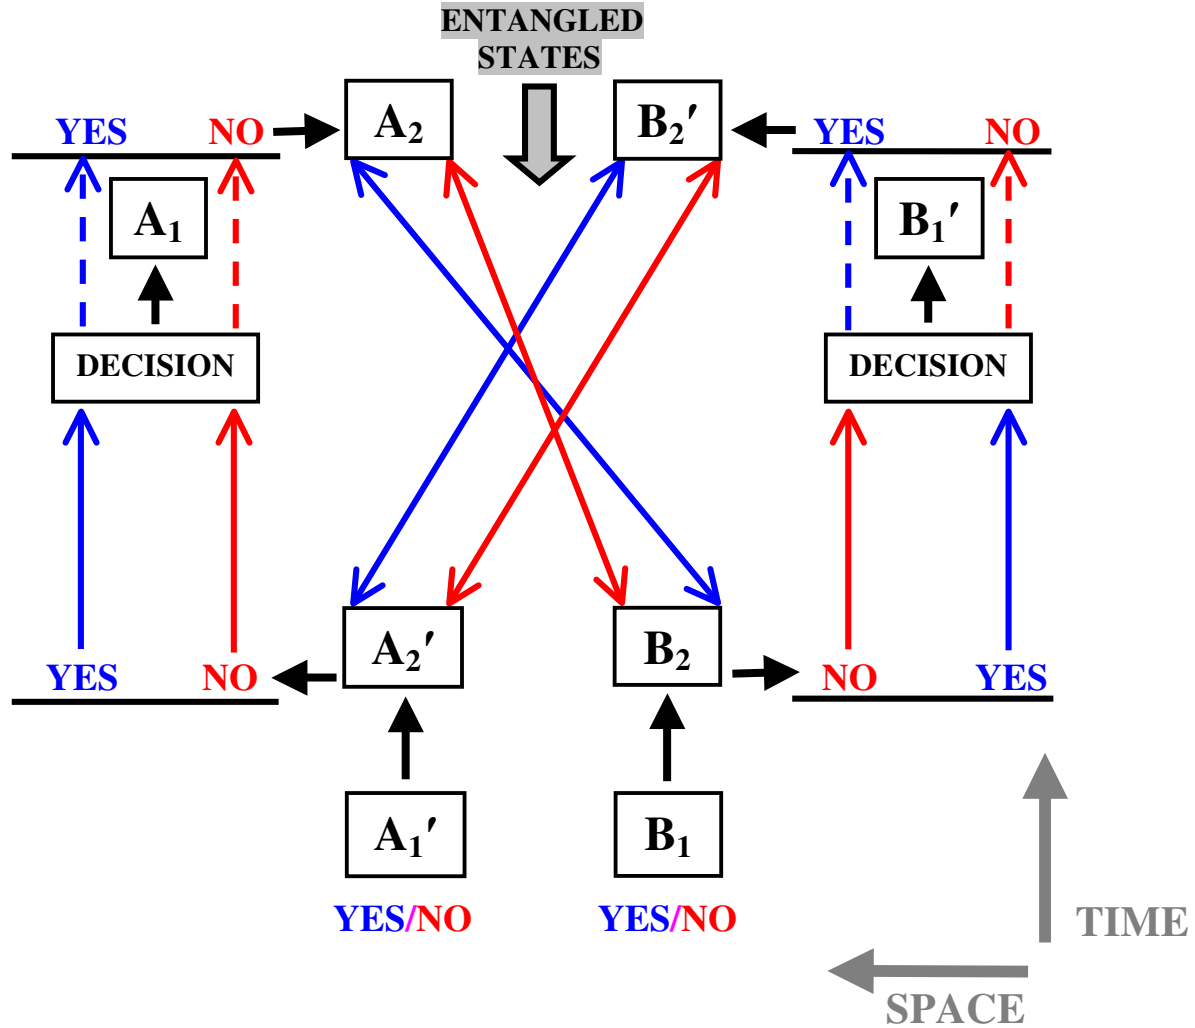 ENTANGLED
STATES
YES NO
A₂
B₂′
YES NO
A₁
B₁′
DECISION
DECISION
YES NO
A₂′
B₂
NO YES
A₁′
B₁
YES/NO
YES/NO
TIME
SPACE